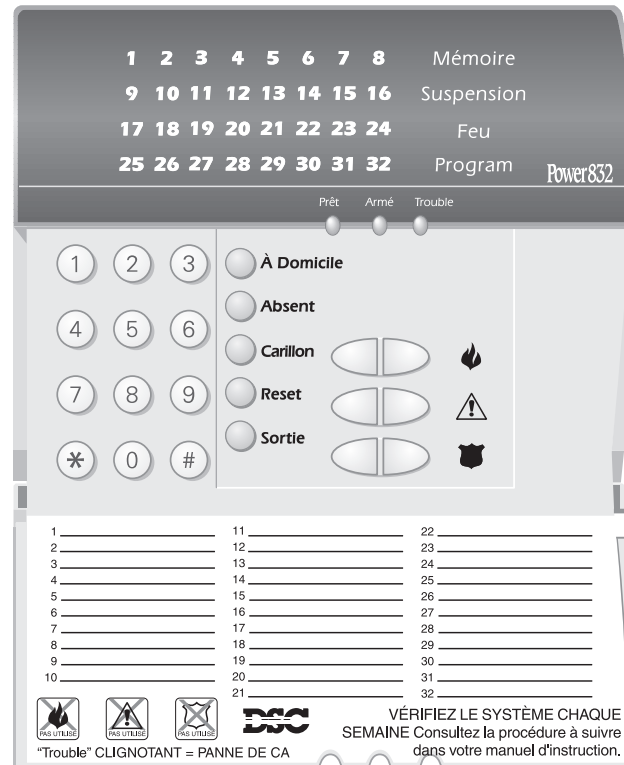 1 2 3 4 5 6 7 8 Mémoire
9 10 11 12 13 14 15 16 Suspension
17 18 19 20 21 22 23 24 Feu
25 26 27 28 29 30 31 32 Program
Power832
Prêt Armé Trouble
1 2 3
4 5 6
7 8 9
* 0 #
À Domicile
Absent
Carillon
Reset
Sortie
1
2
3
4
5
6
7
8
9
10
11
12
13
14
15
16
17
18
19
20
21
22
23
24
25
26
27
28
29
30
31
32
PAS UTILISÉ
PAS UTILISÉ
PAS UTILISÉ
DSC
"Trouble" CLIGNOTANT = PANNE DE CA
VÉRIFIEZ LE SYSTÈME CHAQUE
SEMAINE Consultez la procédure à suivre
dans votre manuel d'instruction.